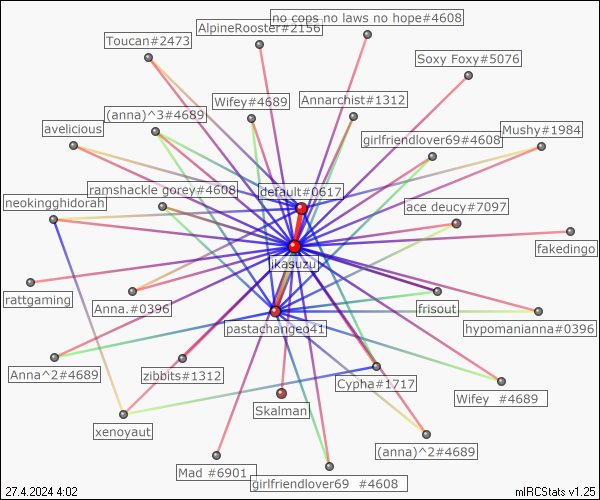 no cops no laws no hope#4608
AlpineRooster#2156
Toucan#2473
Soxy Foxy#5076
Wifey#4689
Annarchist#1312
(anna)^3#4689
avelicious
Mushy#1984
girlfriendlover69#4608
ramshackle gorey#4608
default#0617
neokingghidorah
ace deucy#7097
fakedingo
ikasuzu
rattgaming
Anna.#0396
frisout
pastachangeo41
hypomanianna#0396
Anna^2#4689
zibbits#1312
Cypha#1717
Wifey #4689
Skalman
xenoyaut
(anna)^2#4689
Mad #6901
girlfriendlover69 #4608
27.4.2024 4:02
mIRCStats v1.25